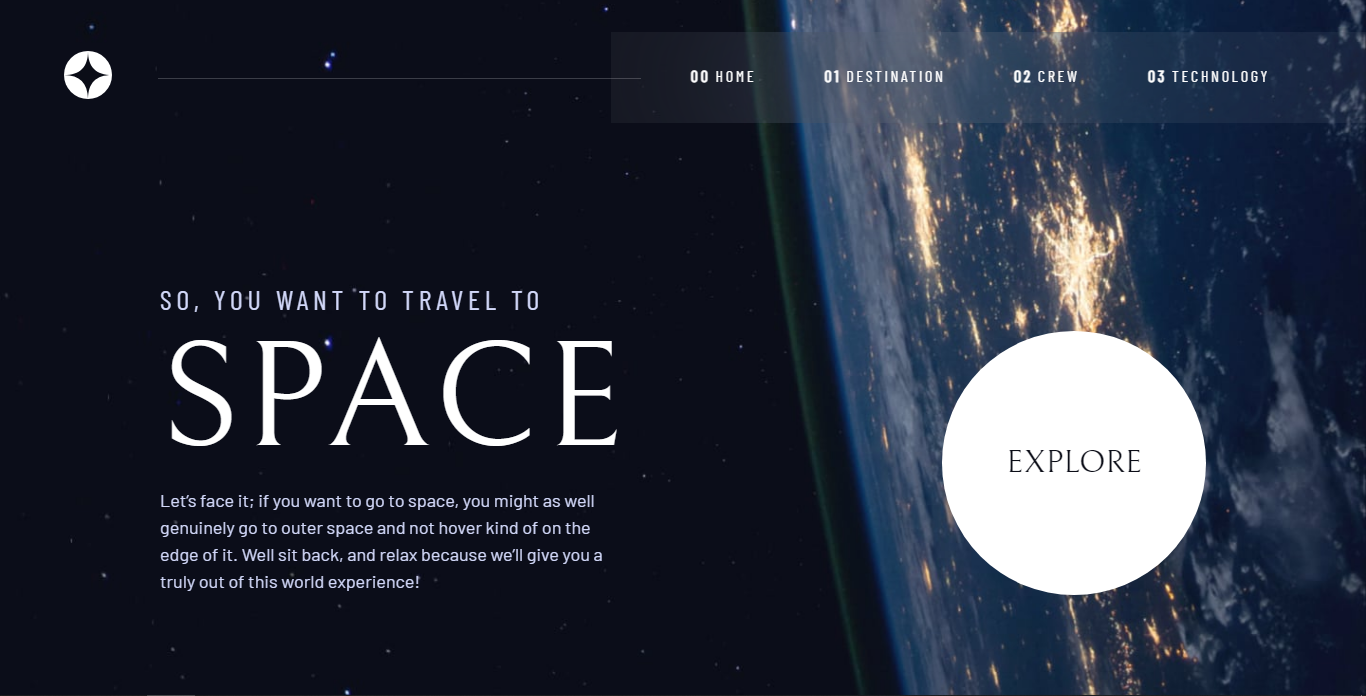 00 HOME 01 DESTINATION 02 CREW 03 TECHNOLOGY
SO, YOU WANT TO TRAVEL TO
SPACE
Let’s face it; if you want to go to space, you might as well
genuinely go to outer space and not hover kind of on the
edge of it. Well sit back, and relax because we’ll give you a
truly out of this world experience!
EXPLORE